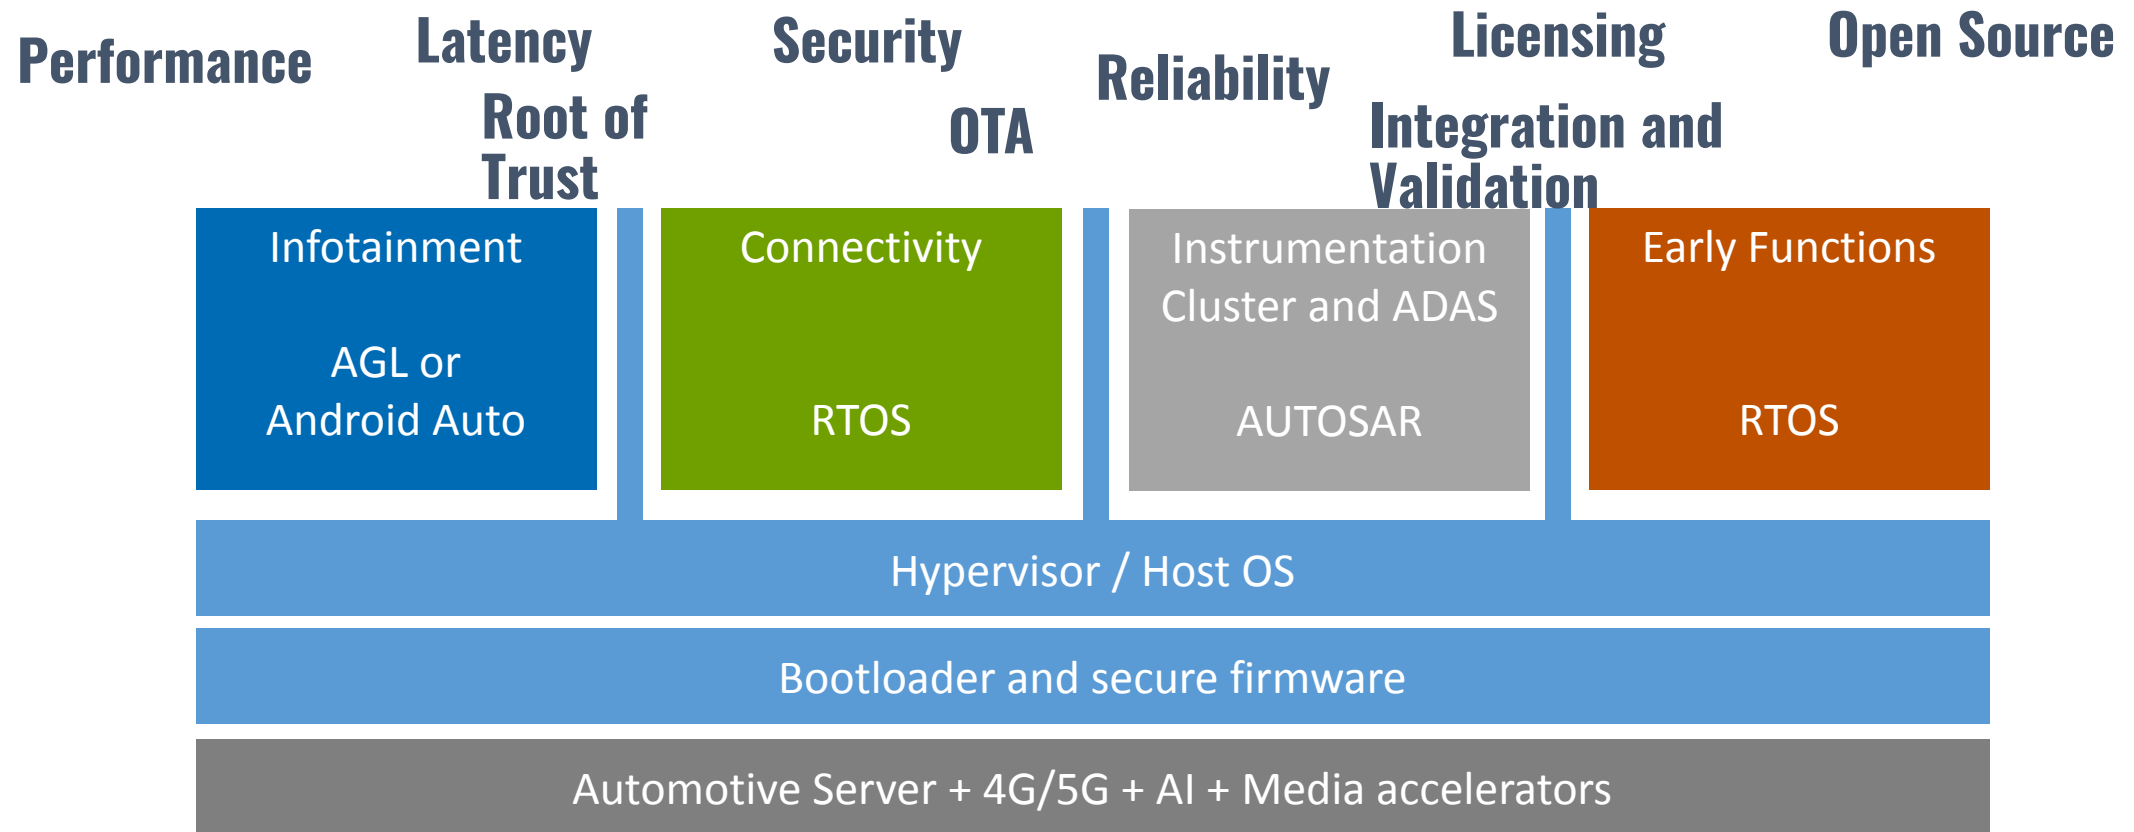 Performance
Latency
Security
Reliability
Licensing
Open Source
Root of
Trust
OTA
Integration and
Validation
Infotainment
AGL or
Android Auto
Connectivity
RTOS
Instrumentation
Cluster and ADAS
AUTOSAR
Early Functions
RTOS
Hypervisor / Host OS
Bootloader and secure firmware
Automotive Server + 4G/5G + AI + Media accelerators